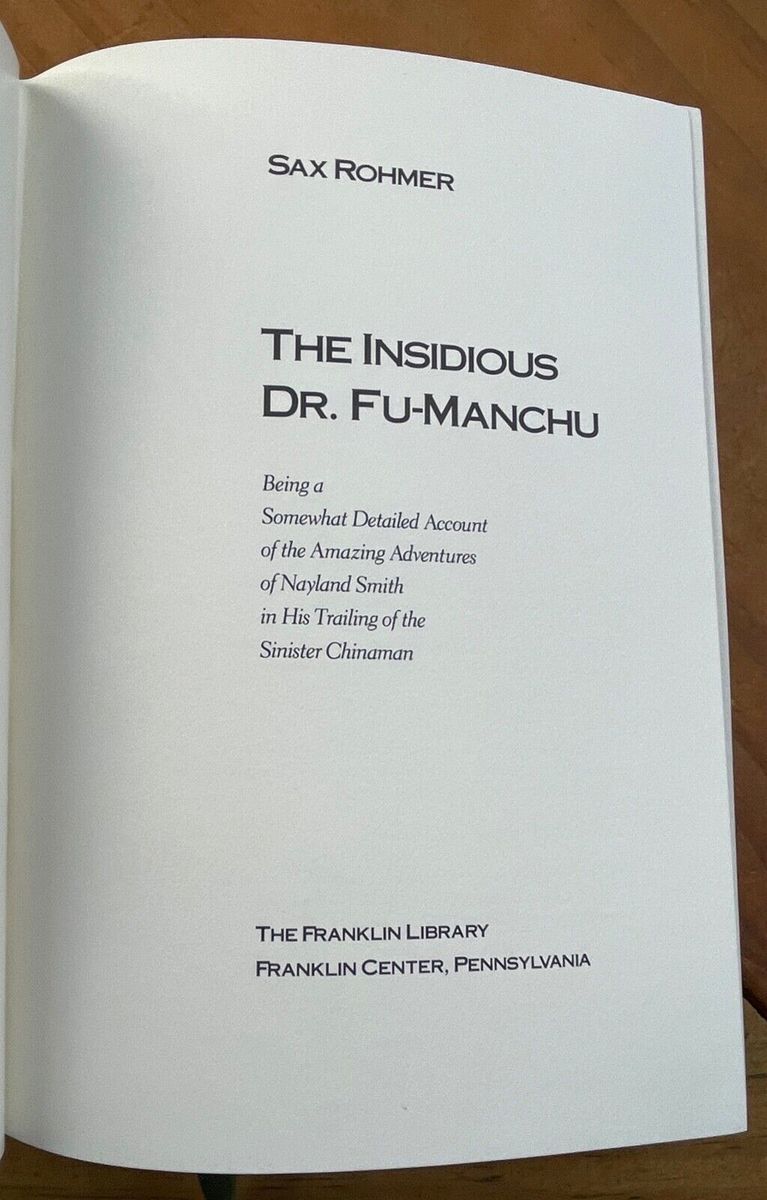 SAX ROHMER
THE INSIDIOUS
DR. FU-MANCHU
Being a
Somewhat Detailed Account
of the Amazing Adventures
of Nayland Smith
in His Trailing of the
Sinister Chinaman
THE FRANKLIN LIBRARY
FRANKLIN CENTER, PENNSYLVANIA